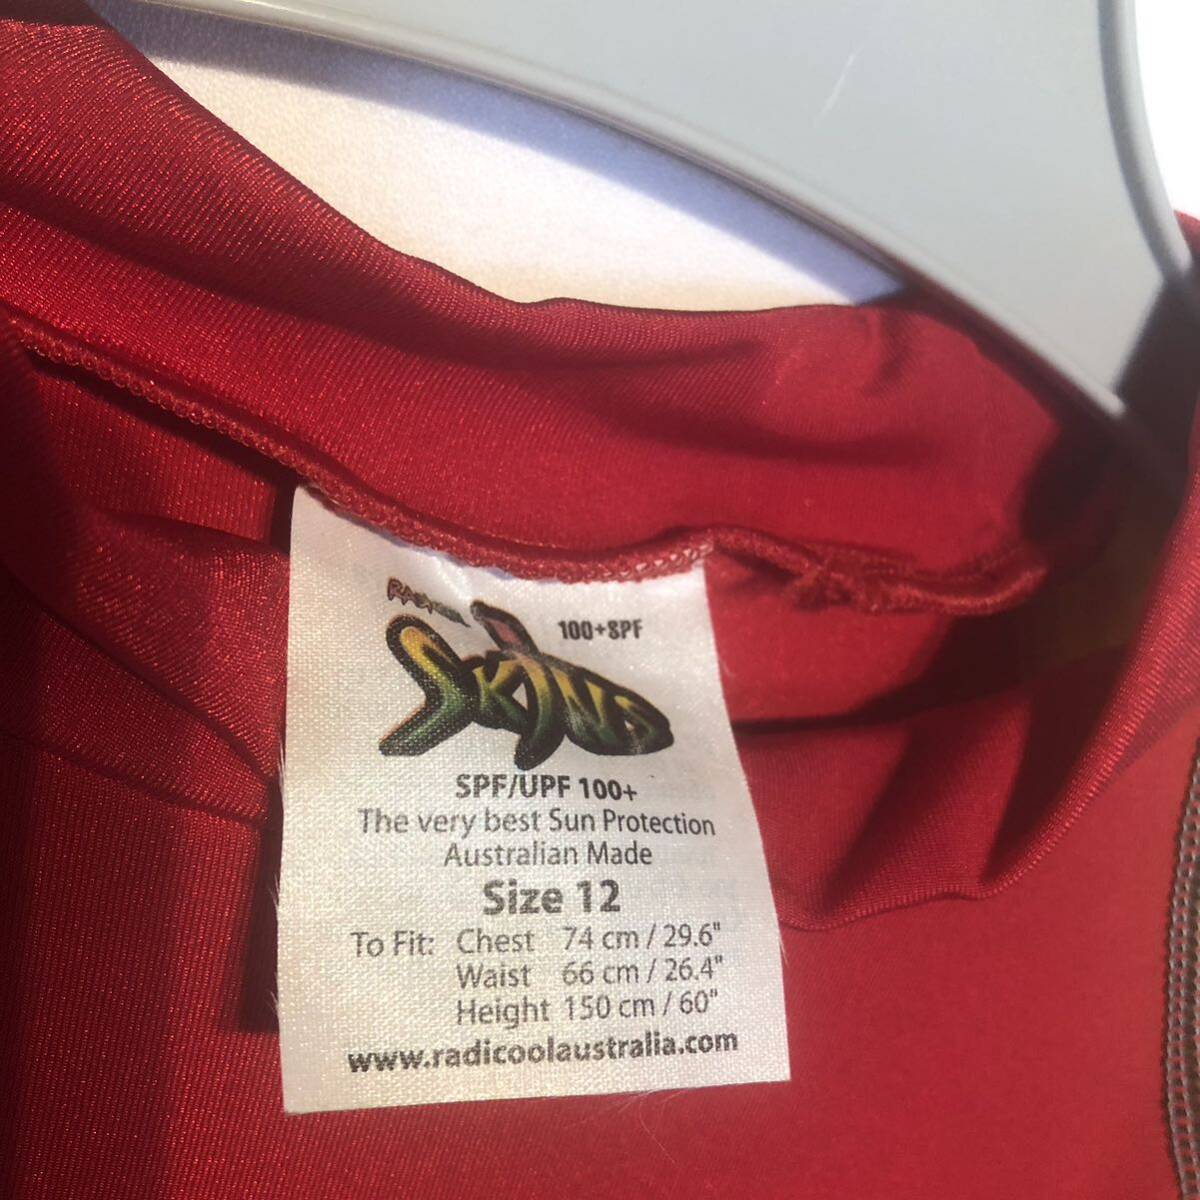 SKINS
100+SPF
SPF/UPF 100+
The very best Sun Protection
Australian Made
Size 12
To Fit: Chest 74 cm / 29.6"
Waist 66 cm / 26.4"
Height 150 cm / 60"
www.radicoolaustralia.com